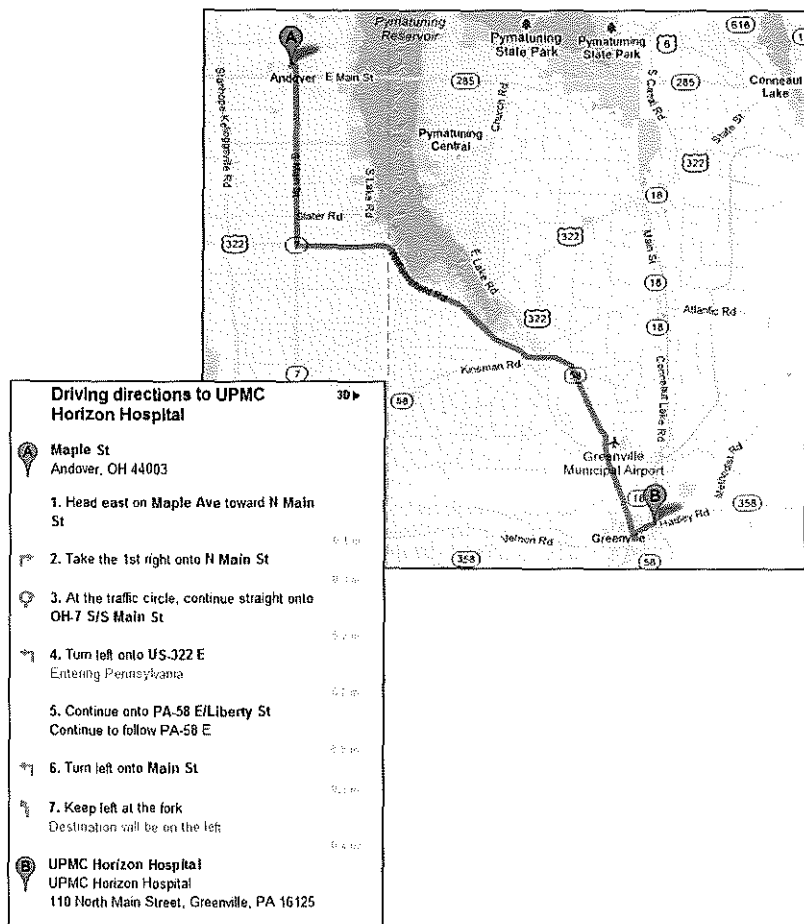 A
Pymatuning
Reservoir
Pymatuning
State Park
Pymatuning
State Park
6
618
Andover
E Main St
285
Church Rd
S Canal Rd
285
Conneaut
Lake
State St
Pymatuning
Central
322
S Lake Rd
18
Slater Rd
322
7
322
Main St
E Lake Rd
18
322
18
Atlantic Rd
7
Kinsman Rd
58
58
Conneaut Lake Rd
Greenville
Municipal Airport
Methodist Rd
18
B
Hadley Rd
358
Vernon Rd
Greenville
358
58
Driving directions to UPMC
Horizon Hospital
3D
A
Maple St
Andover, OH 44003
1. Head east on Maple Ave toward N Main
St
2. Take the 1st right onto N Main St
3. At the traffic circle, continue straight onto
OH-7 S/S Main St
4. Turn left onto US-322 E
Entering Pennsylvania
5. Continue onto PA-58 E/Liberty St
Continue to follow PA-58 E
6. Turn left onto Main St
7. Keep left at the fork
Destination will be on the left
B
UPMC Horizon Hospital
UPMC Horizon Hospital
110 North Main Street, Greenville, PA 16125